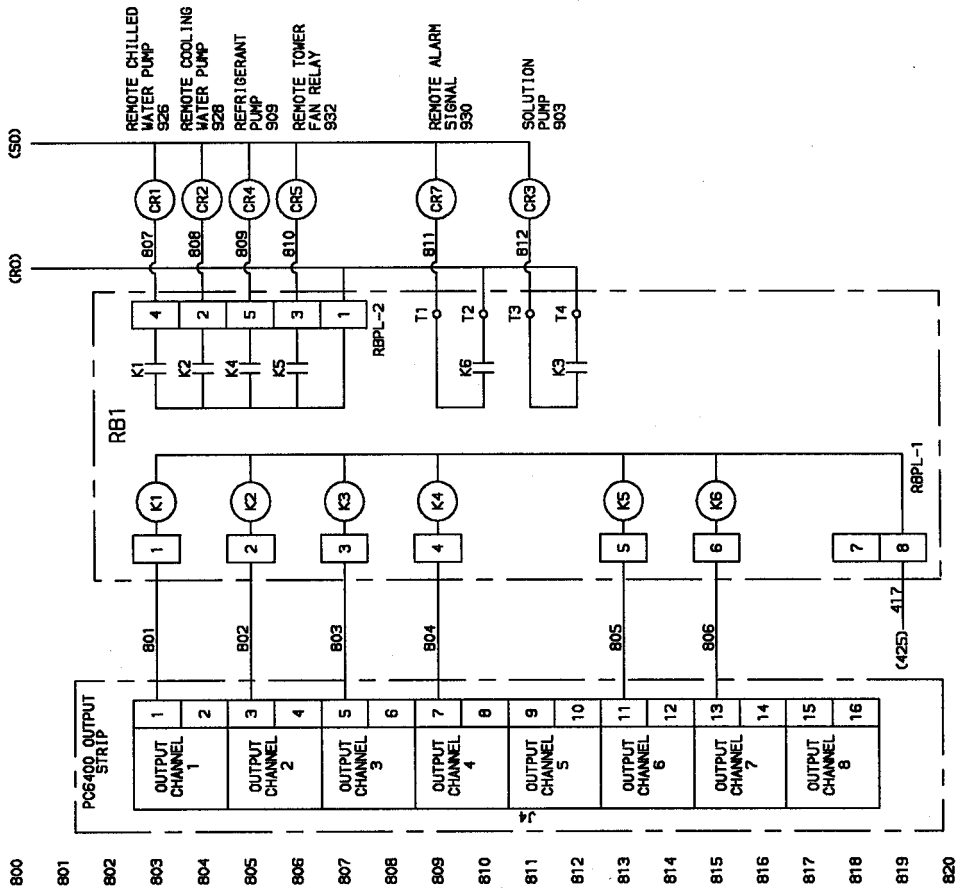 800
801
802
803
804
805
806
807
808
809
810
811
812
813
814
815
816
817
818
819
820
PC6400 OUTPUT
STRIP
J4
OUTPUT
CHANNEL
1
OUTPUT
CHANNEL
2
OUTPUT
CHANNEL
3
OUTPUT
CHANNEL
4
OUTPUT
CHANNEL
5
OUTPUT
CHANNEL
6
OUTPUT
CHANNEL
7
OUTPUT
CHANNEL
8
1
2
3
4
5
6
7
8
9
10
11
12
13
14
15
16
801
802
803
804
805
806
(425)
417
RB1
1
2
3
4
5
6
7
8
RBPL-1
K1
K2
K3
K4
K5
K6
K1
K2
K4
K5
K6
K3
4
2
5
3
1
RBPL-2
T1
T2
T3
T4
(RO)
807
808
809
810
811
812
CR1
CR2
CR4
CR5
CR7
CR3
(SO)
REMOTE CHILLED
WATER PUMP
926
REMOTE COOLING
WATER PUMP
928
REFRIGERANT
PUMP
909
REMOTE TOWER
FAN RELAY
932
REMOTE ALARM
SIGNAL
930
SOLUTION
PUMP
903